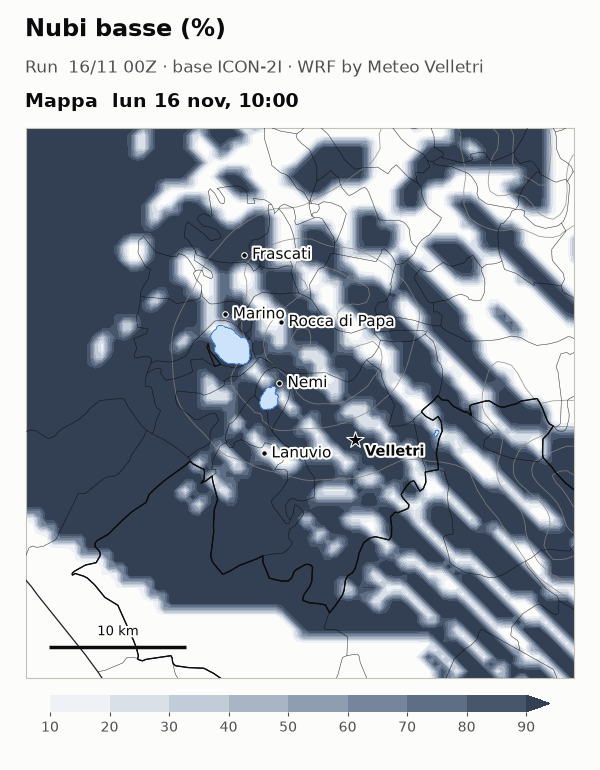 Nubi basse (%)
Run  16/11 00Z · base ICON-2I · WRF by Meteo Velletri
Mappa  lun 16 nov, 10:00
Frascati
Marino
Rocca di Papa
Nemi
Velletri
Lanuvio
10 km
10 20 30 40 50 60 70 80 90